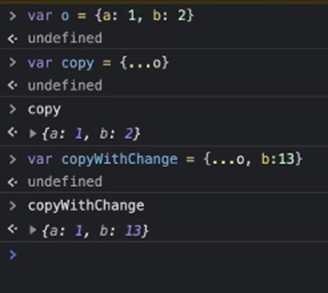 > var o = {a: 1, b: 2}
<· undefined
> var copy = {...o}
<· undefined
> copy
<· ▶ {a: 1, b: 2}
> var copyWithChange = {...o, b:13}
<· undefined
> copyWithChange
<· ▶ {a: 1, b: 13}
>